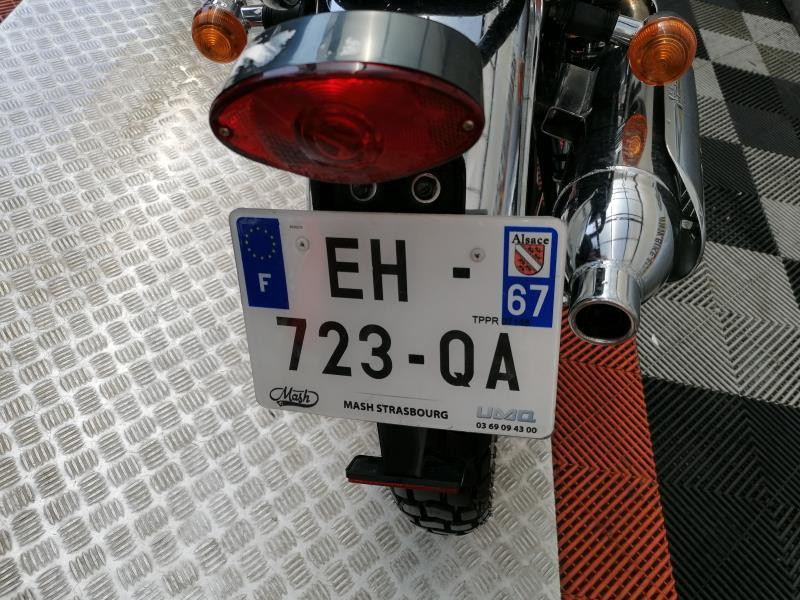 F
EH -
Alsace
67
TPPR
723-QA
Mash
MASH STRASBOURG
UMQ
03 69 09 43 00